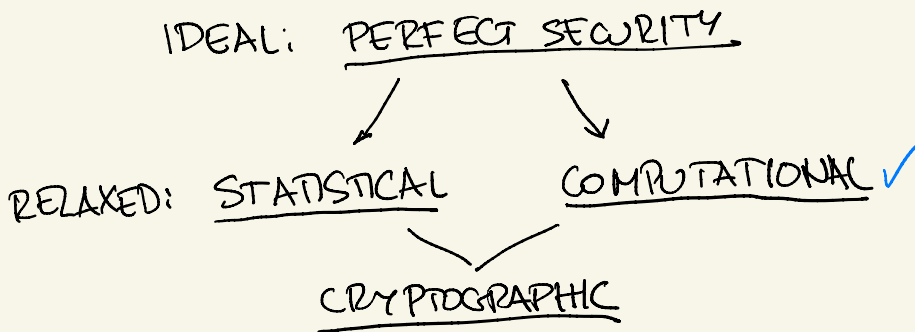 IDEAL: PERFECT SECURITY
RELAXED: STATISTICAL COMPUTATIONAL ✓
CRYPTOGRAPHIC